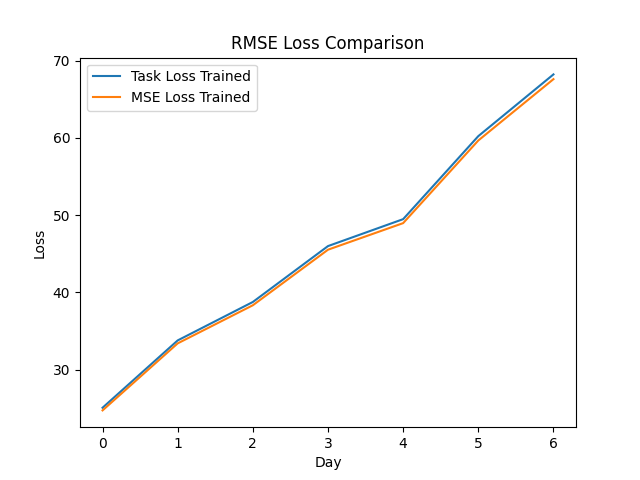 RMSE Loss Comparison
Task Loss Trained
MSE Loss Trained
Loss
70
60
50
40
30
0 1 2 3 4 5 6
Day